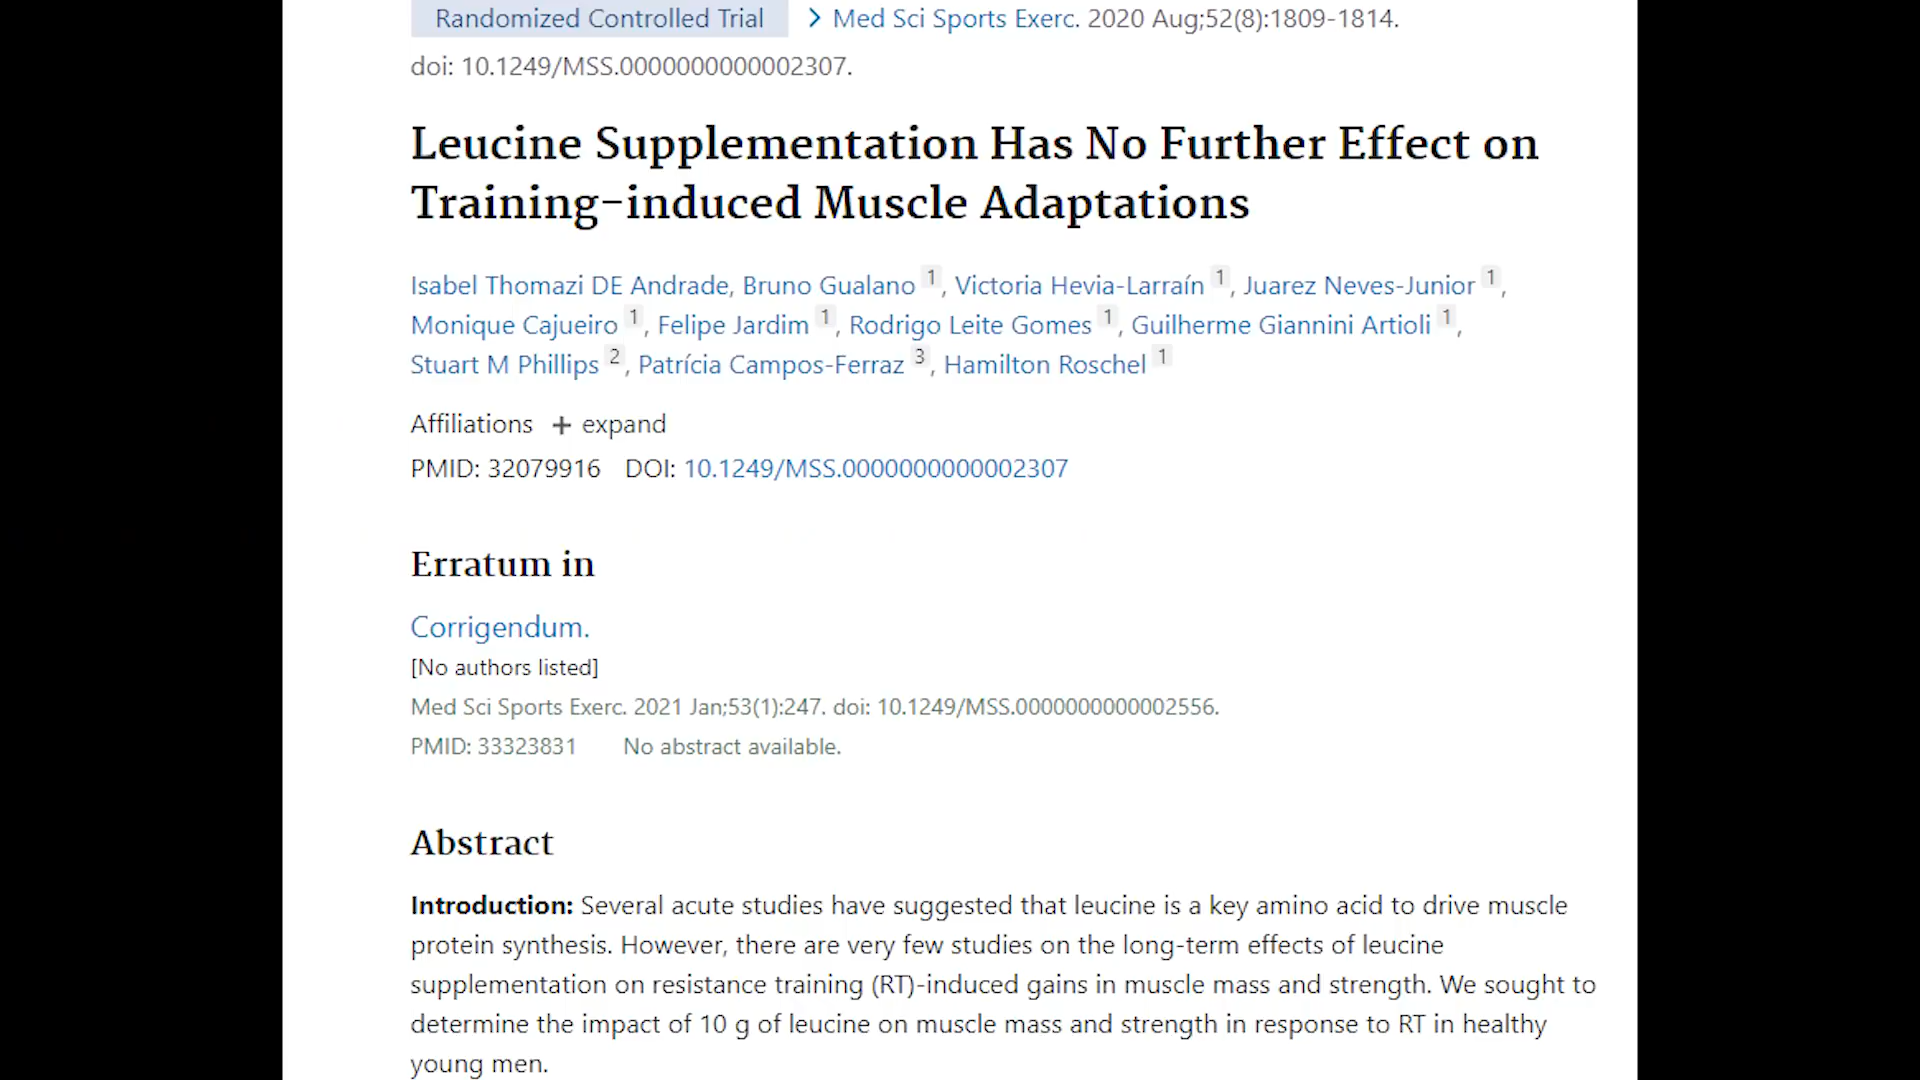 Randomized Controlled Trial > Med Sci Sports Exerc. 2020 Aug;52(8):1809-1814.
doi: 10.1249/MSS.0000000000002307.
Leucine Supplementation Has No Further Effect on
Training-induced Muscle Adaptations
Isabel Thomazi DE Andrade, Bruno Gualano 1, Victoria Hevia-Larraín 1, Juarez Neves-Junior 1,
Monique Cajueiro 1, Felipe Jardim 1, Rodrigo Leite Gomes 1, Guilherme Giannini Artioli 1,
Stuart M Phillips 2, Patrícia Campos-Ferraz 3, Hamilton Roschel 1
Affiliations + expand
PMID: 32079916 DOI: 10.1249/MSS.0000000000002307
Erratum in
Corrigendum.
[No authors listed]
Med Sci Sports Exerc. 2021 Jan;53(1):247. doi: 10.1249/MSS.0000000000002556.
PMID: 33323831 No abstract available.
Abstract
Introduction: Several acute studies have suggested that leucine is a key amino acid to drive muscle
protein synthesis. However, there are very few studies on the long-term effects of leucine
supplementation on resistance training (RT)-induced gains in muscle mass and strength. We sought to
determine the impact of 10 g of leucine on muscle mass and strength in response to RT in healthy
young men.